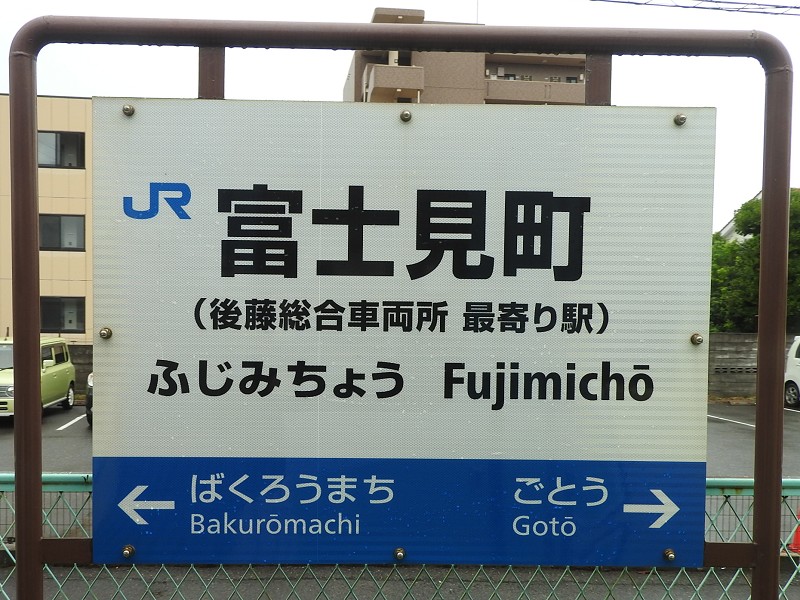 JR 富士見町
（後藤総合車両所 最寄り駅）
ふじみちょう Fujimichō
← ばくろうまち ごとう →
Bakurōmachi Gotō